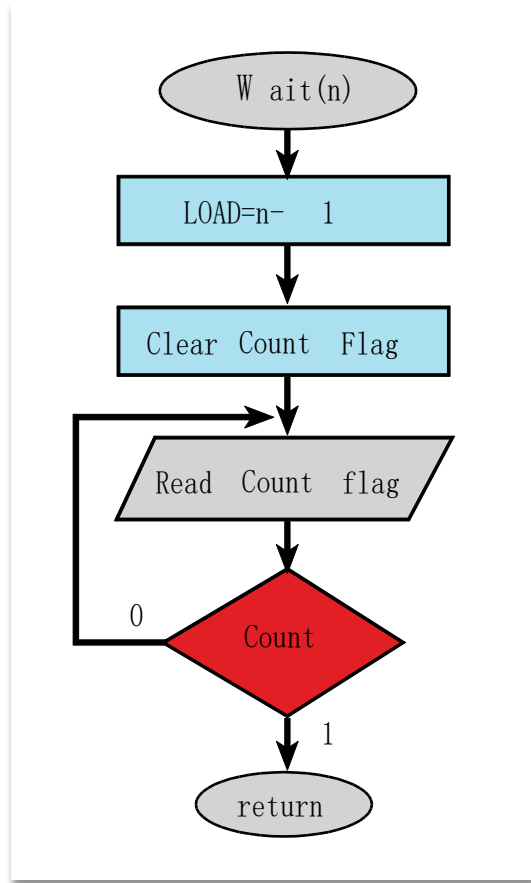 W ait(n)
LOAD=n- 1
Clear Count Flag
Read Count flag
0
Count
1
return